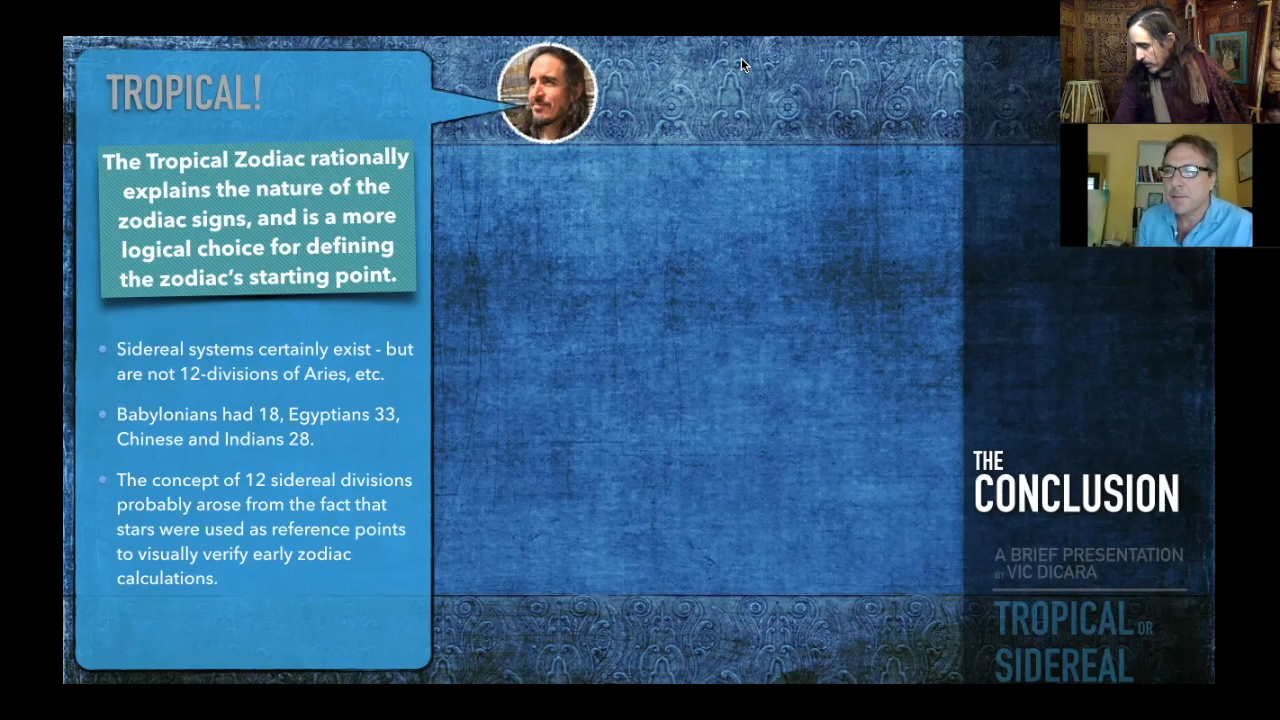 TROPICAL!
The Tropical Zodiac rationally
explains the nature of the
zodiac signs, and is a more
logical choice for defining
the zodiac's starting point.
Sidereal systems certainly exist - but
are not 12-divisions of Aries, etc.
Babylonians had 18, Egyptians 33,
Chinese and Indians 28.
The concept of 12 sidereal divisions
probably arose from the fact that
stars were used as reference points
to visually verify early zodiac
calculations.
THE
CONCLUSION
A BRIEF PRESENTATION
BY VIC DICARA
TROPICAL OR
SIDEREAL